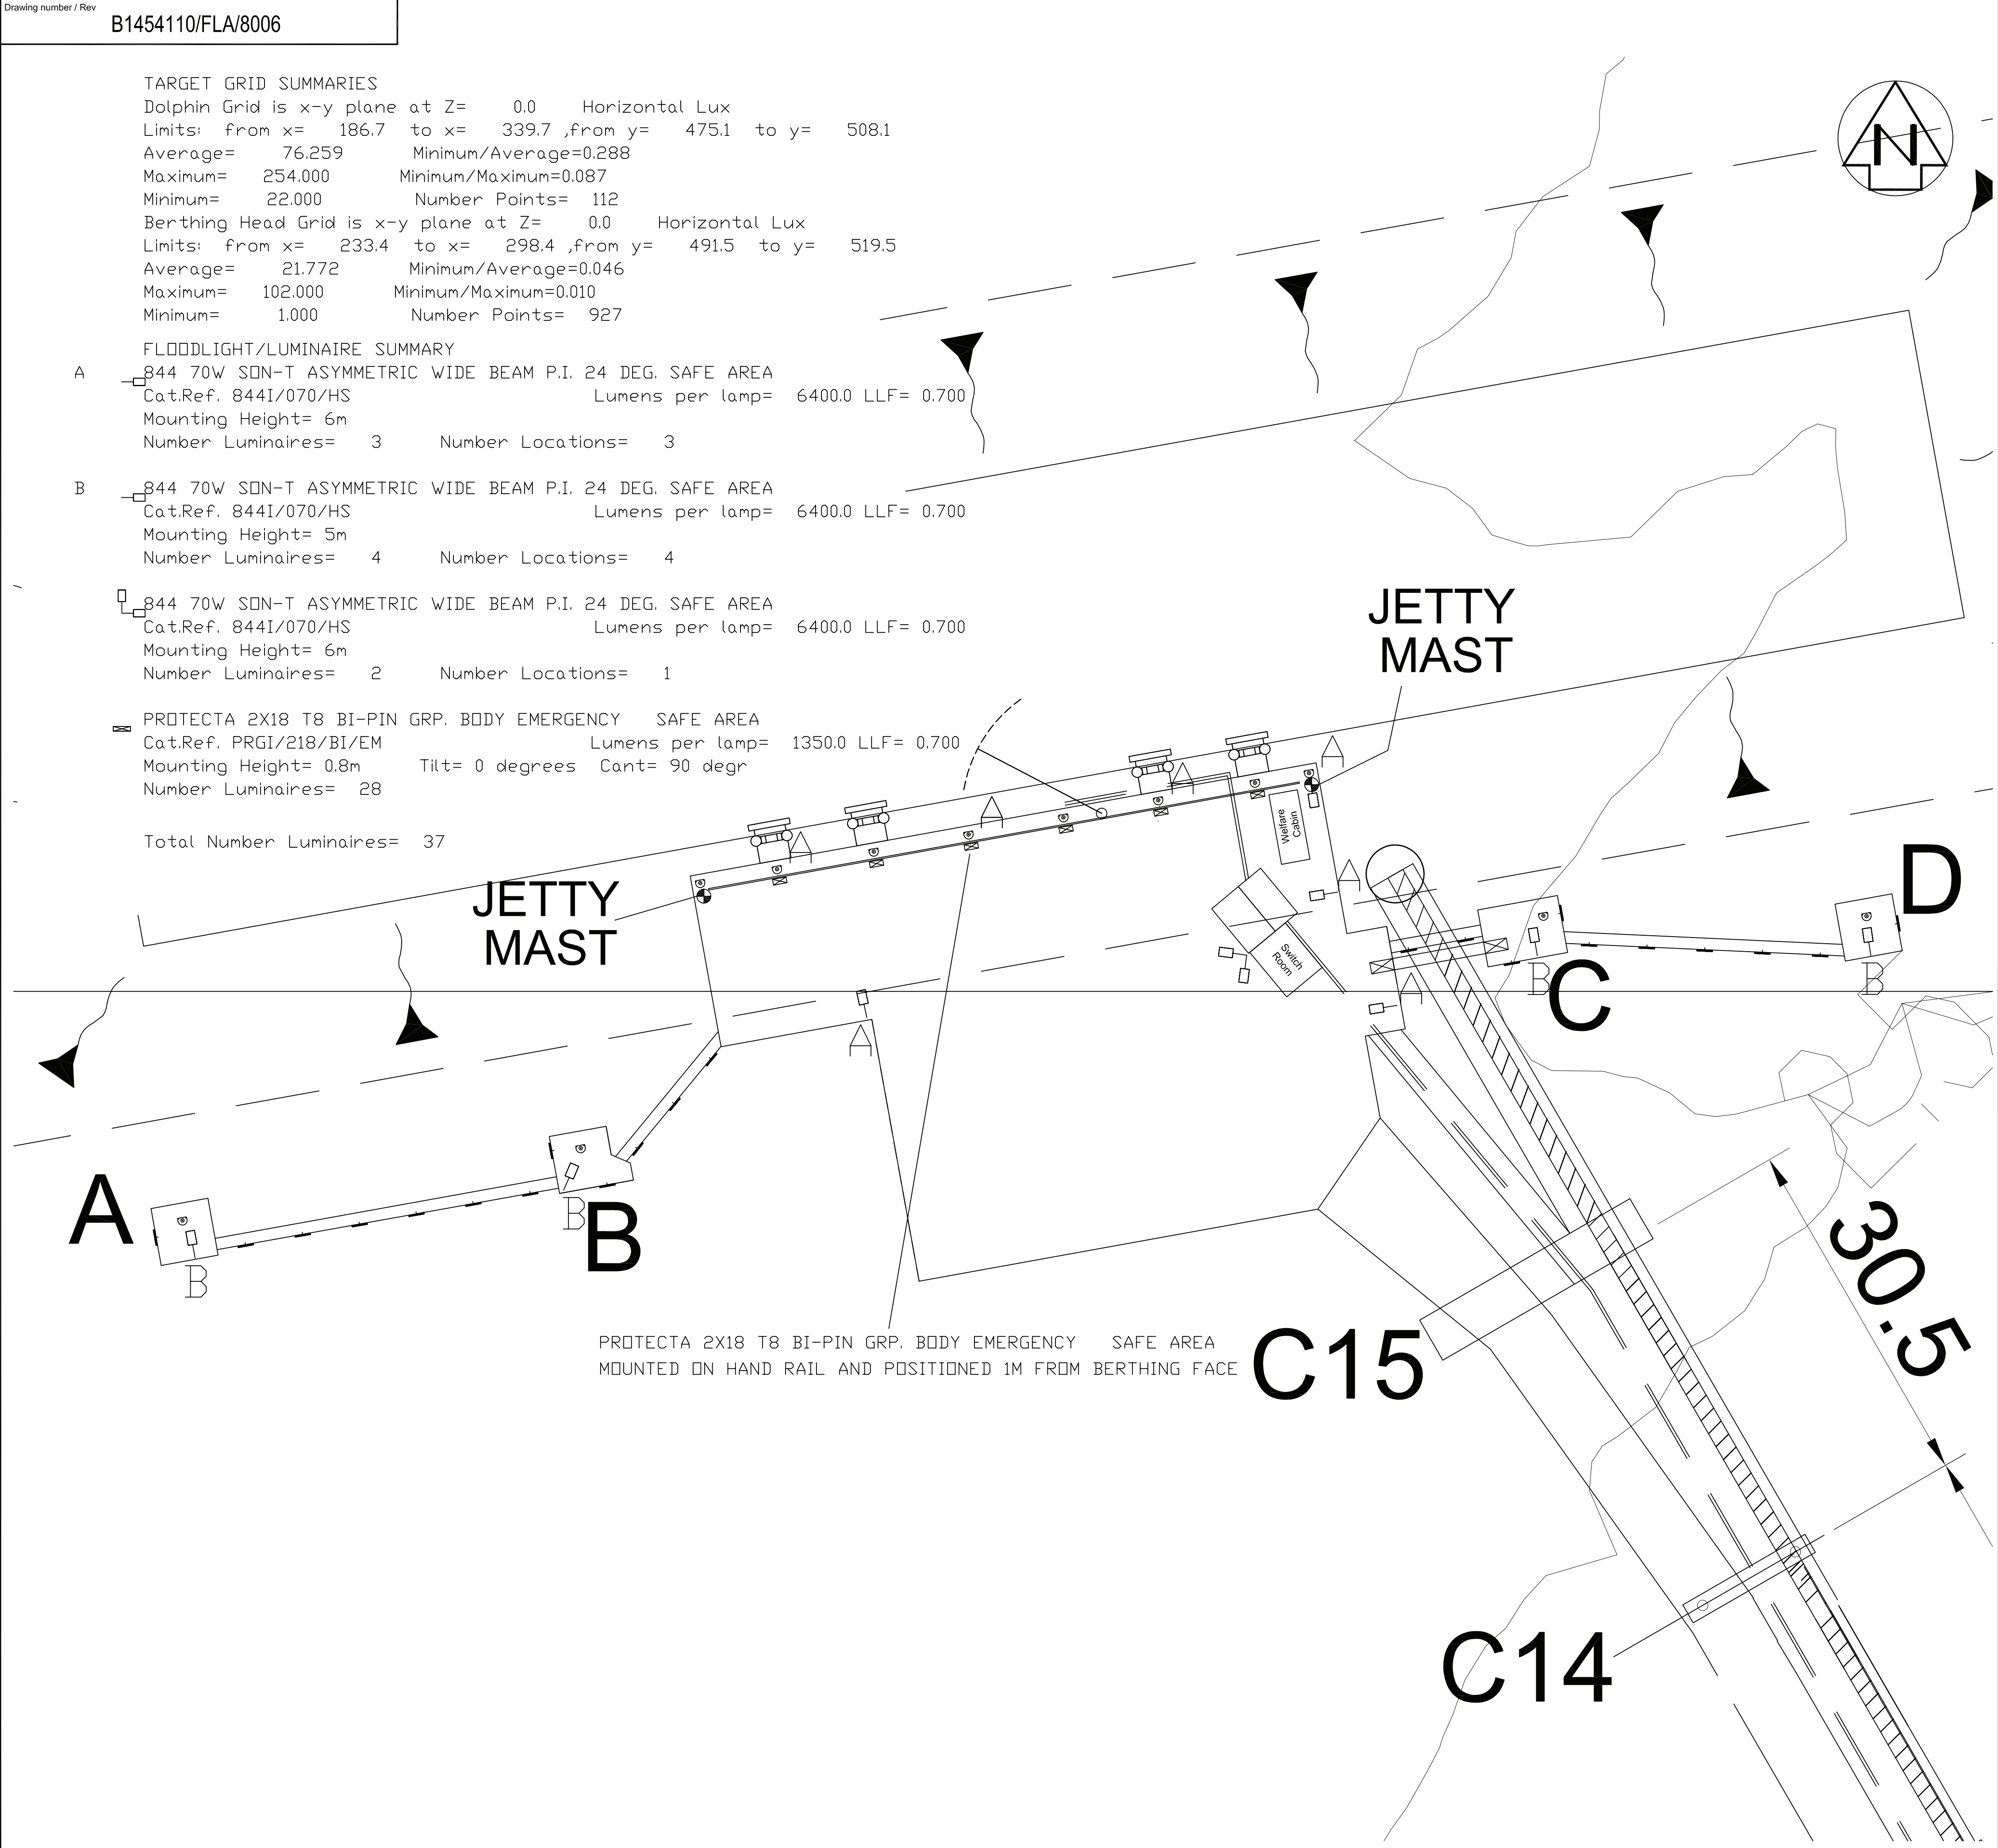 Drawing number / Rev
B1454110/FLA/8006
TARGET GRID SUMMARIES
Dolphin Grid is x-y plane at Z= 0.0 Horizontal Lux
Limits: from x= 186.7 to x= 339.7 ,from y= 475.1 to y= 508.1
Average= 76.259 Minimum/Average=0.288
Maximum= 254.000 Minimum/Maximum=0.087
Minimum= 22.000 Number Points= 112
Berthing Head Grid is x-y plane at Z= 0.0 Horizontal Lux
Limits: from x= 233.4 to x= 298.4 ,from y= 491.5 to y= 519.5
Average= 21.772 Minimum/Average=0.046
Maximum= 102.000 Minimum/Maximum=0.010
Minimum= 1.000 Number Points= 927
FLOODLIGHT/LUMINAIRE SUMMARY
A 844 70W SON-T ASYMMETRIC WIDE BEAM P.I. 24 DEG. SAFE AREA
Cat.Ref. 844I/070/HS Lumens per lamp= 6400.0 LLF= 0.700
Mounting Height= 6m
Number Luminaires= 3 Number Locations= 3
B 844 70W SON-T ASYMMETRIC WIDE BEAM P.I. 24 DEG. SAFE AREA
Cat.Ref. 844I/070/HS Lumens per lamp= 6400.0 LLF= 0.700
Mounting Height= 5m
Number Luminaires= 4 Number Locations= 4
844 70W SON-T ASYMMETRIC WIDE BEAM P.I. 24 DEG. SAFE AREA
Cat.Ref. 844I/070/HS Lumens per lamp= 6400.0 LLF= 0.700
Mounting Height= 6m
Number Luminaires= 2 Number Locations= 1
PROTECTA 2X18 T8 BI-PIN GRP. BODY EMERGENCY SAFE AREA
Cat.Ref. PRGI/218/BI/EM Lumens per lamp= 1350.0 LLF= 0.700
Mounting Height= 0.8m Tilt= 0 degrees Cant= 90 degr
Number Luminaires= 28
Total Number Luminaires= 37
N
JETTY
MAST
A
A
A
A
Welfare
Cabin
JETTY
MAST
A
D
Switch
Room
B
C
B
A
A
A
B
B
B
30.5
PROTECTA 2X18 T8 BI-PIN GRP. BODY EMERGENCY SAFE AREA
MOUNTED ON HAND RAIL AND POSITIONED 1M FROM BERTHING FACE
C15
C14